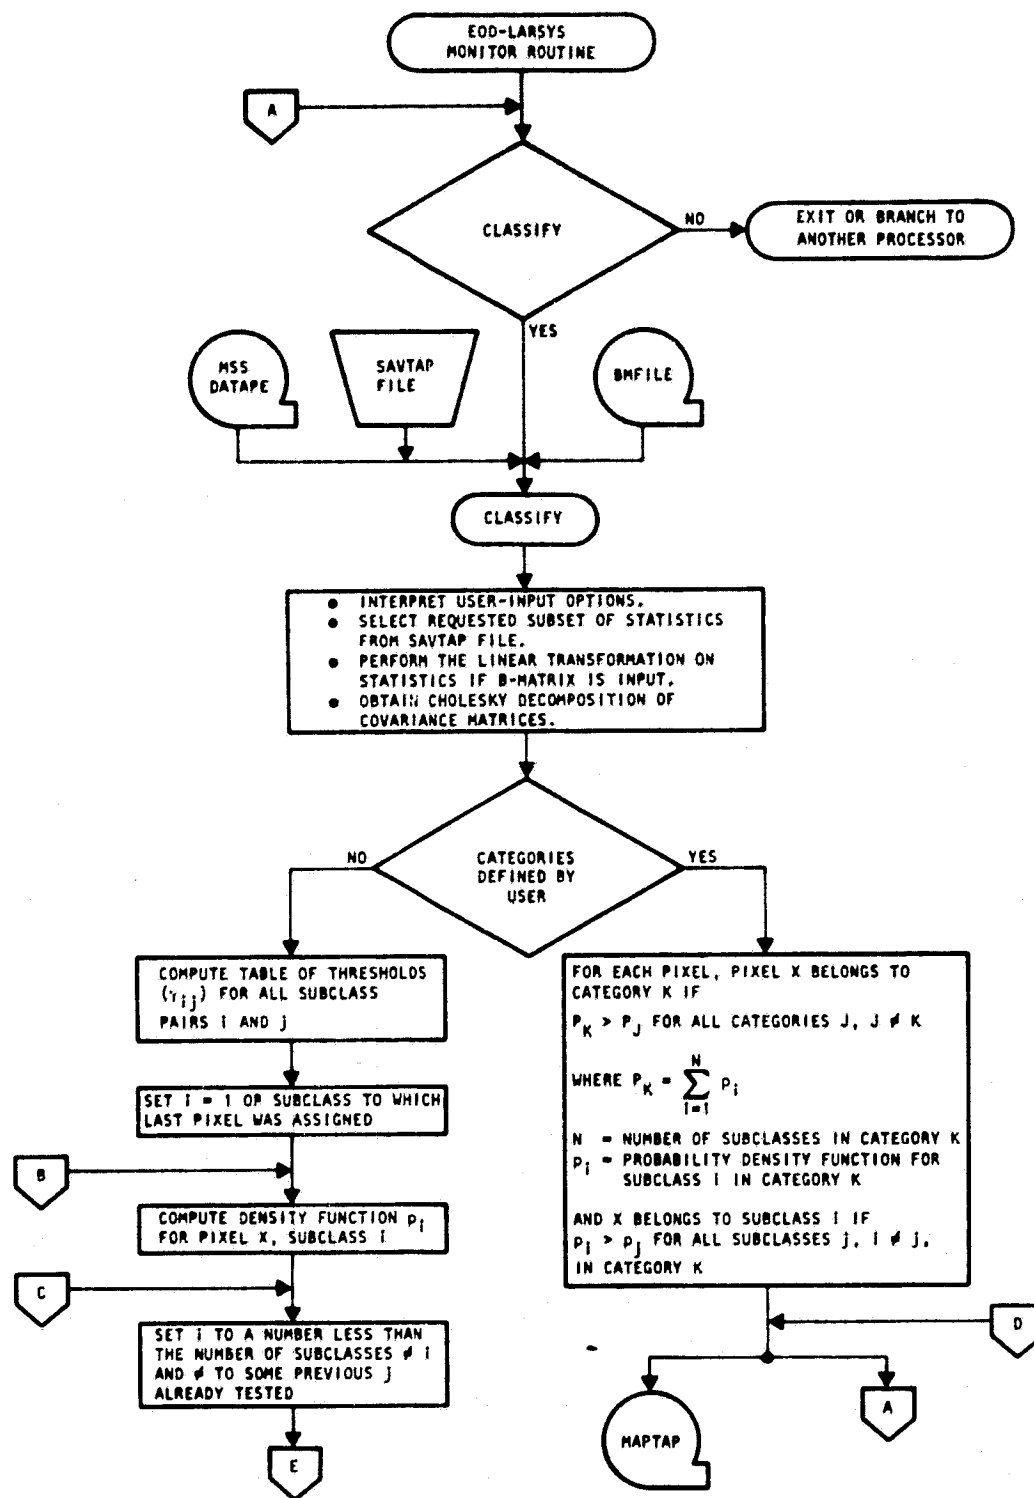 EOD-LARSYS
MONITOR ROUTINE
A
CLASSIFY
NO
EXIT OR BRANCH TO
ANOTHER PROCESSOR
YES
MSS
DATAPE
SAVTAP
FILE
BMFILE
CLASSIFY
● INTERPRET USER-INPUT OPTIONS.
● SELECT REQUESTED SUBSET OF STATISTICS
FROM SAVTAP FILE.
● PERFORM THE LINEAR TRANSFORMATION ON
STATISTICS IF B-MATRIX IS INPUT.
● OBTAIN CHOLESKY DECOMPOSITION OF
COVARIANCE MATRICES.
NO
CATEGORIES
DEFINED BY
USER
YES
COMPUTE TABLE OF THRESHOLDS
(γij) FOR ALL SUBCLASS
PAIRS i AND j
SET i = 1 OR SUBCLASS TO WHICH
LAST PIXEL WAS ASSIGNED
B
COMPUTE DENSITY FUNCTION pi
FOR PIXEL X, SUBCLASS i
C
SET i TO A NUMBER LESS THAN
THE NUMBER OF SUBCLASSES ≠ i
AND ≠ TO SOME PREVIOUS j
ALREADY TESTED
E
FOR EACH PIXEL, PIXEL X BELONGS TO
CATEGORY K IF
PK > PJ FOR ALL CATEGORIES J, J ≠ K
WHERE PK = N∑i=1 pi
N = NUMBER OF SUBCLASSES IN CATEGORY K
pi = PROBABILITY DENSITY FUNCTION FOR
SUBCLASS i IN CATEGORY K
AND X BELONGS TO SUBCLASS i IF
pi > pj FOR ALL SUBCLASSES j, i ≠ j,
IN CATEGORY K
D
MAPTAP
A